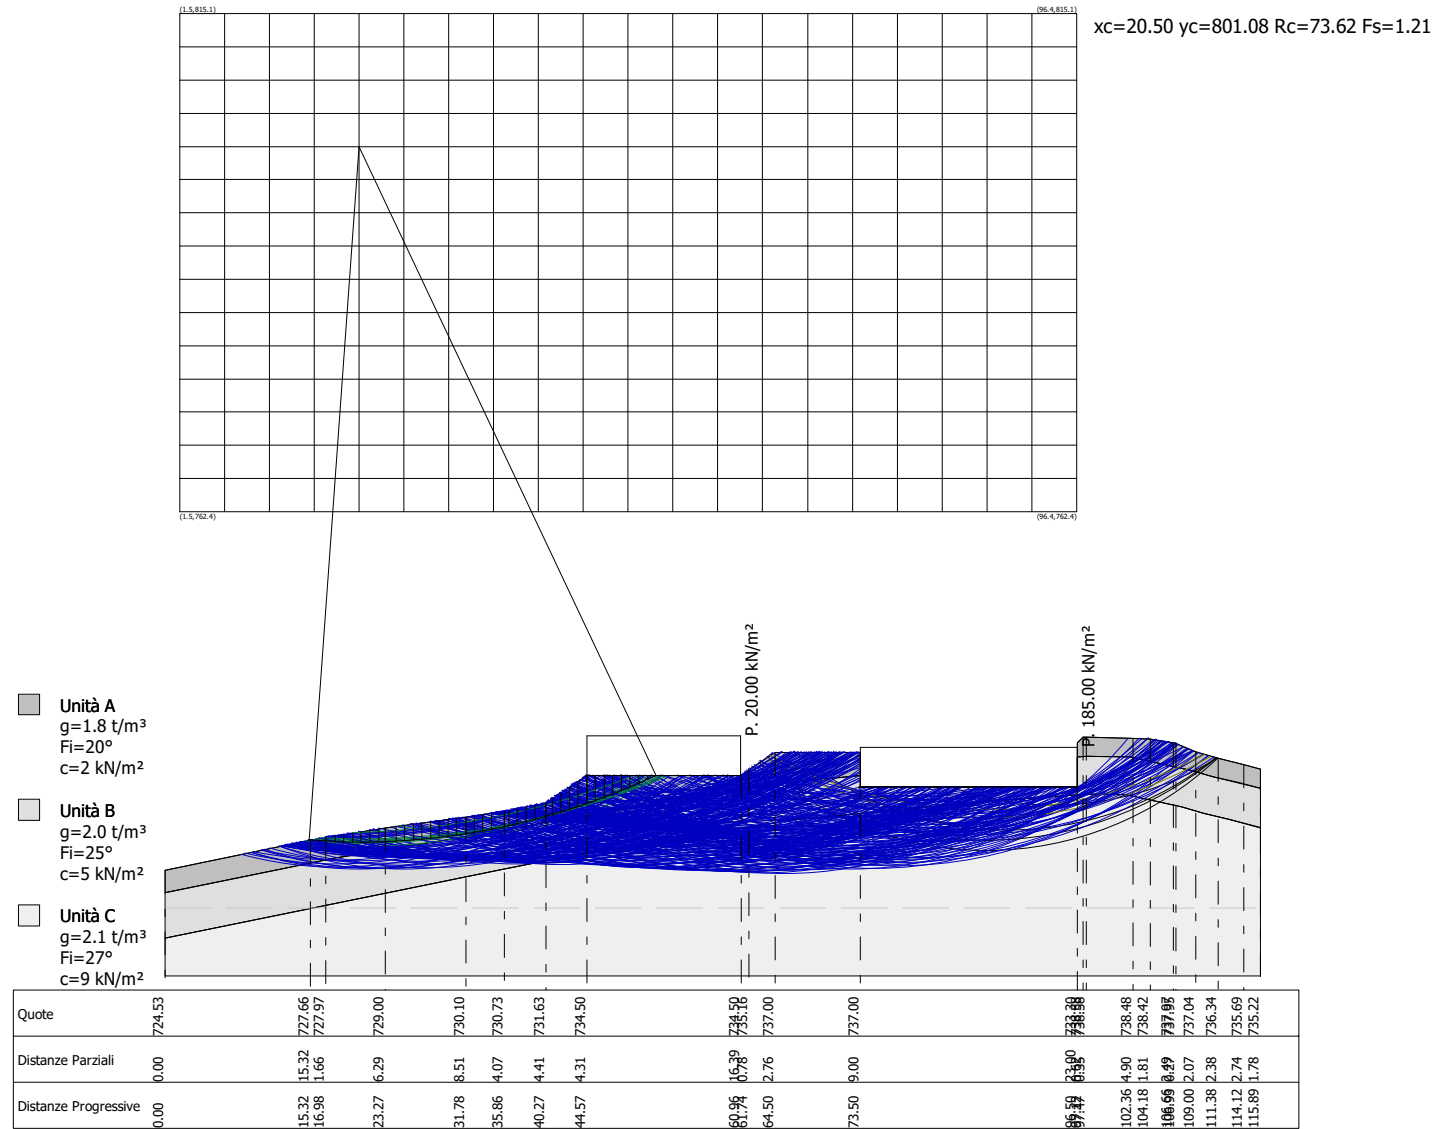 (1.5,815.1)
(96.4,815.1)
xc=20.50 yc=801.08 Rc=73.62 Fs=1.21
(1.5,762.4)
(96.4,762.4)
P. 20.00 kN/m²
P. 185.00 kN/m²
Unità A
g=1.8 t/m³
Fi=20°
c=2 kN/m²
Unità B
g=2.0 t/m³
Fi=25°
c=5 kN/m²
Unità C
g=2.1 t/m³
Fi=27°
c=9 kN/m²
Quote 724.53 727.66 727.97 729.00 730.10 730.73 731.63 734.50 734.50 735.16 737.00 737.00 738.48 738.42 737.04 736.34 735.69 735.22
Distanze Parziali 0.00 15.32 1.66 6.29 8.51 4.07 4.41 4.31 16.39 0.78 2.76 9.00 23.00 4.90 1.81 2.07 2.38 2.74 1.78
Distanze Progressive 0.00 15.32 16.98 23.27 31.78 35.86 40.27 44.57 60.96 61.74 64.50 73.50 96.50 97.47 102.36 104.18 106.66 109.00 111.38 114.12 115.89